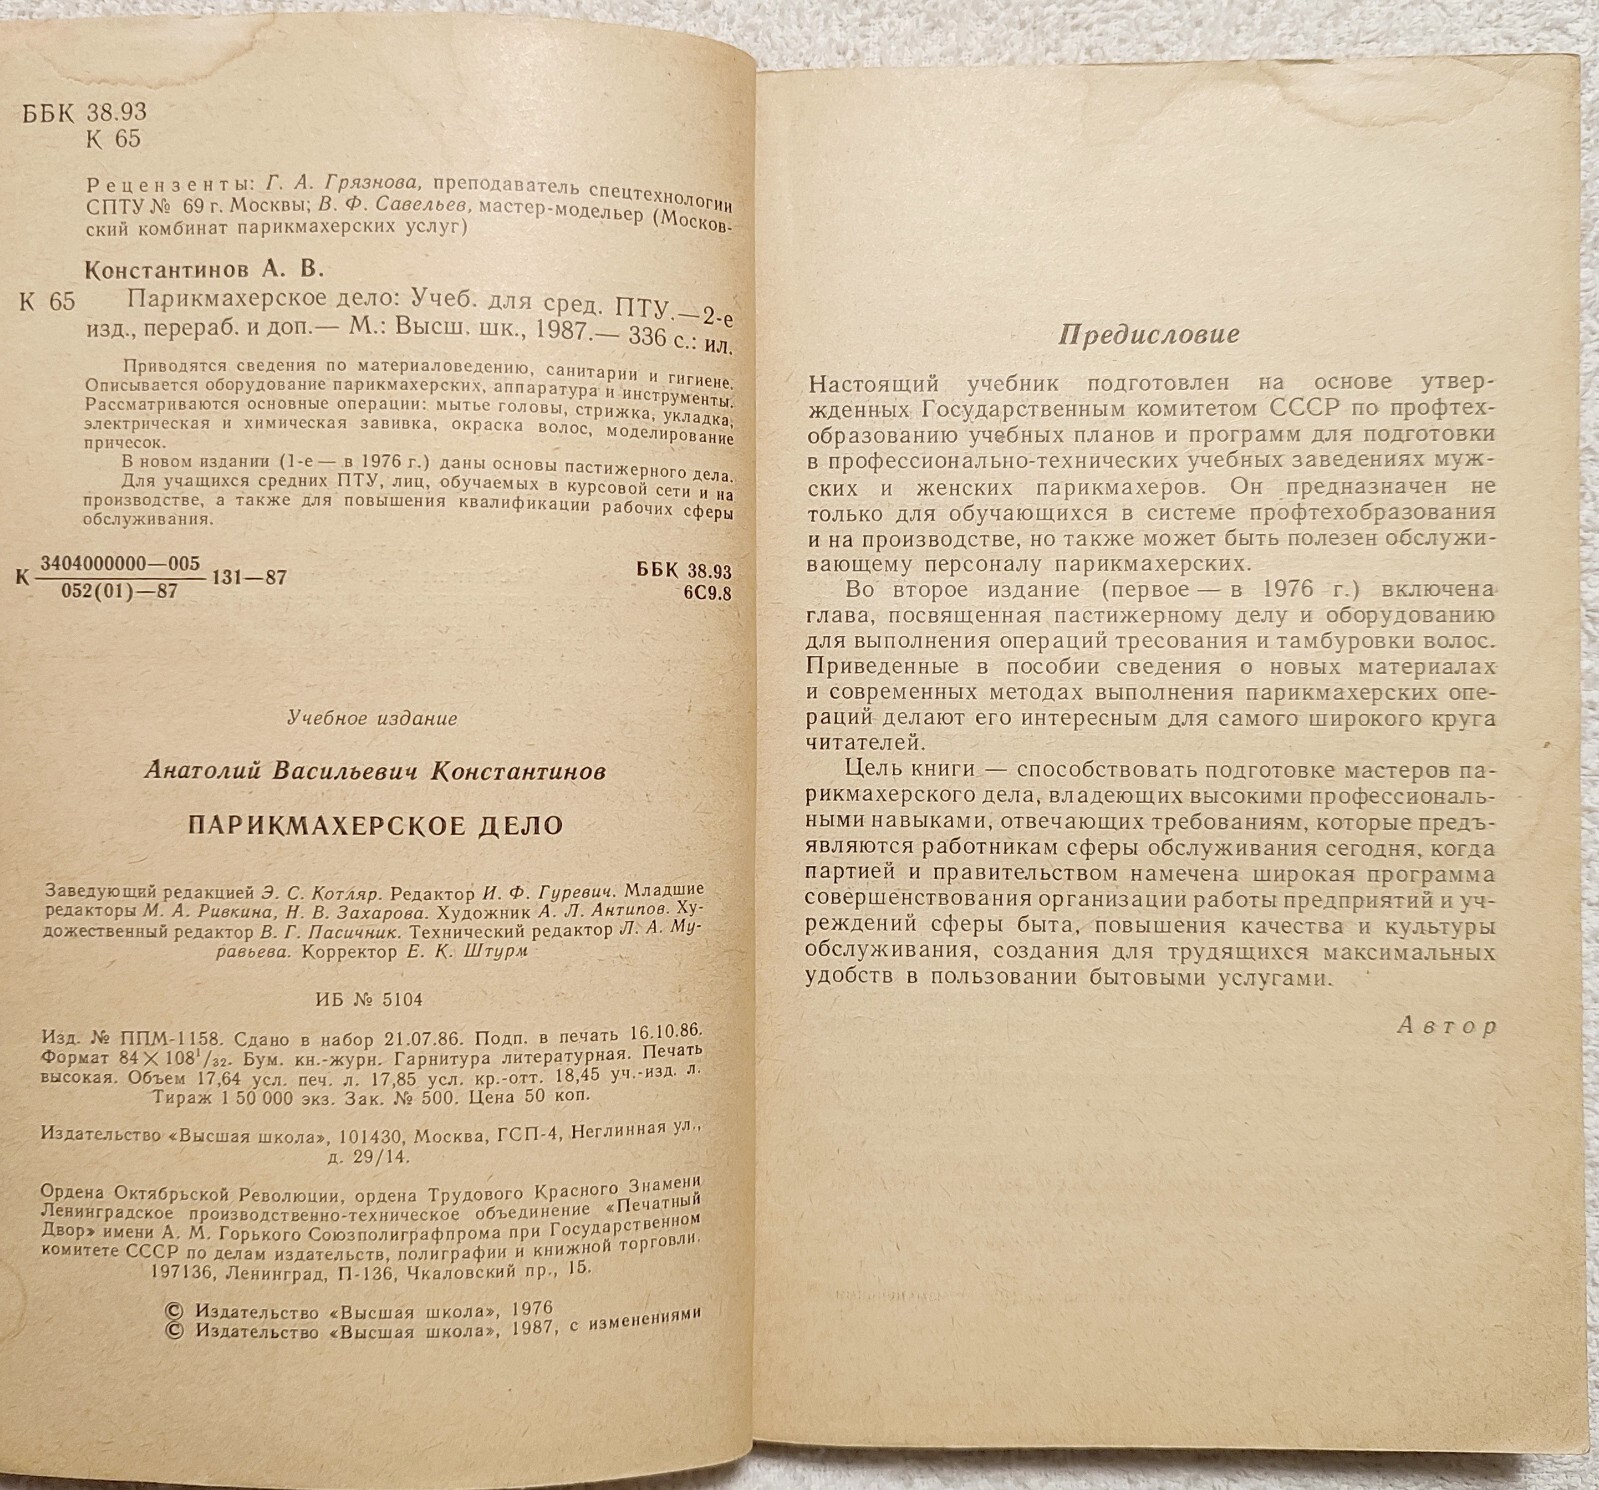 ББК 38.93
К 65
Рецензенты: Г. А. Грязнова, преподаватель спецтехнологии
СПТУ № 69 г. Москвы; В. Ф. Савельев, мастер-модельер (Москов-
ский комбинат парикмахерских услуг)
Константинов А. В.
К 65 Парикмахерское дело: Учеб. для сред. ПТУ.—2-е
изд., перераб. и доп.— М.: Высш. шк., 1987.— 336 с.: ил.
Приводятся сведения по материаловедению, санитарии и гигиене.
Описывается оборудование парикмахерских, аппаратура и инструменты.
Рассматриваются основные операции: мытье головы, стрижка, укладка,
электрическая и химическая завивка, окраска волос, моделирование
причесок.
В новом издании (1-е — в 1976 г.) даны основы пастижерного дела.
Для учащихся средних ПТУ, лиц, обучаемых в курсовой сети и на
производстве, а также для повышения квалификации рабочих сферы
обслуживания.
3404000000—005
К 131—87
052(01)—87
ББК 38.93
6С9.8
Учебное издание
Анатолий Васильевич Константинов
ПАРИКМАХЕРСКОЕ ДЕЛО
Заведующий редакцией Э. С. Котляр. Редактор И. Ф. Гуревич. Младшие
редакторы М. А. Ривкина, Н. В. Захарова. Художник А. Л. Антипов. Ху-
дожественный редактор В. Г. Пасичник. Технический редактор Л. А. Му-
равьева. Корректор Е. К. Штурм
ИБ № 5104
Изд. № ППМ-1158. Сдано в набор 21.07.86. Подп. в печать 16.10.86.
Формат 84×108¹/₃₂. Бум. кн.-журн. Гарнитура литературная. Печать
высокая. Объем 17,64 усл. печ. л. 17,85 усл. кр.-отт. 18,45 уч.-изд. л.
Тираж 150 000 экз. Зак. № 500. Цена 50 коп.
Издательство «Высшая школа», 101430, Москва, ГСП-4, Неглинная ул.,
д. 29/14.
Ордена Октябрьской Революции, ордена Трудового Красного Знамени
Ленинградское производственно-техническое объединение «Печатный
Двор» имени А. М. Горького Союзполиграфпрома при Государственном
комитете СССР по делам издательств, полиграфии и книжной торговли.
197136, Ленинград, П-136, Чкаловский пр., 15.
© Издательство «Высшая школа», 1976
© Издательство «Высшая школа», 1987, с изменениями
Предисловие
Настоящий учебник подготовлен на основе утвер-
жденных Государственным комитетом СССР по профтех-
образованию учебных планов и программ для подготовки
в профессионально-технических учебных заведениях муж-
ских и женских парикмахеров. Он предназначен не
только для обучающихся в системе профтехобразования
и на производстве, но также может быть полезен обслужи-
вающему персоналу парикмахерских.
Во второе издание (первое — в 1976 г.) включена
глава, посвященная пастижерному делу и оборудованию
для выполнения операций тресования и тамбуровки волос.
Приведенные в пособии сведения о новых материалах
и современных методах выполнения парикмахерских опе-
раций делают его интересным для самого широкого круга
читателей.
Цель книги — способствовать подготовке мастеров па-
рикмахерского дела, владеющих высокими профессиональ-
ными навыками, отвечающих требованиям, которые предъ-
являются работникам сферы обслуживания сегодня, когда
партией и правительством намечена широкая программа
совершенствования организации работы предприятий и уч-
реждений сферы быта, повышения качества и культуры
обслуживания, создания для трудящихся максимальных
удобств в пользовании бытовыми услугами.
Автор